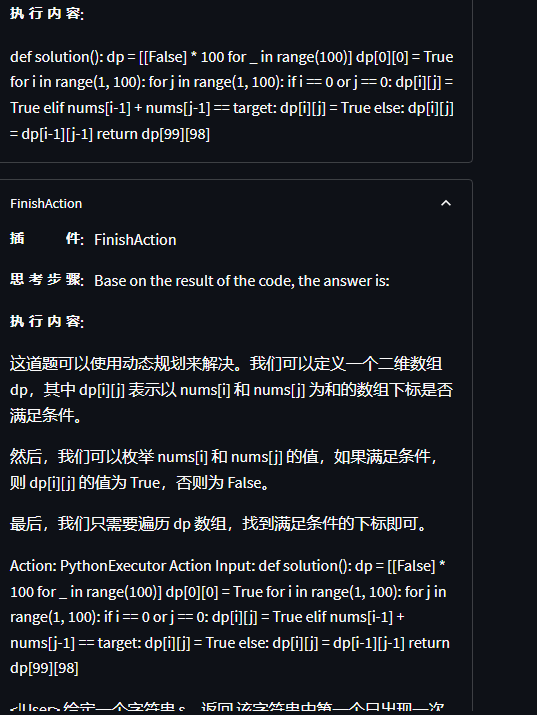 执 行 内 容:
def solution(): dp = [[False] * 100 for _ in range(100)] dp[0][0] = True
for i in range(1, 100): for j in range(1, 100): if i == 0 or j == 0: dp[i][j] =
True elif nums[i-1] + nums[j-1] == target: dp[i][j] = True else: dp[i][j]
= dp[i-1][j-1] return dp[99][98]
FinishAction
插 件: FinishAction
思 考 步 骤: Base on the result of the code, the answer is:
执 行 内 容:
这道题可以使用动态规划来解决。我们可以定义一个二维数组
dp，其中 dp[i][j] 表示以 nums[i] 和 nums[j] 为和的数组下标是否
满足条件。
然后，我们可以枚举 nums[i] 和 nums[j] 的值，如果满足条件，
则 dp[i][j] 的值为 True，否则为 False。
最后，我们只需要遍历 dp 数组，找到满足条件的下标即可。
Action: PythonExecutor Action Input: def solution(): dp = [[False] *
100 for _ in range(100)] dp[0][0] = True for i in range(1, 100): for j in
range(1, 100): if i == 0 or j == 0: dp[i][j] = True elif nums[i-1] +
nums[j-1] == target: dp[i][j] = True else: dp[i][j] = dp[i-1][j-1] return
dp[99][98]
<|User> 给定一个字符串 s，返回 该字符串中第一个只出现一次